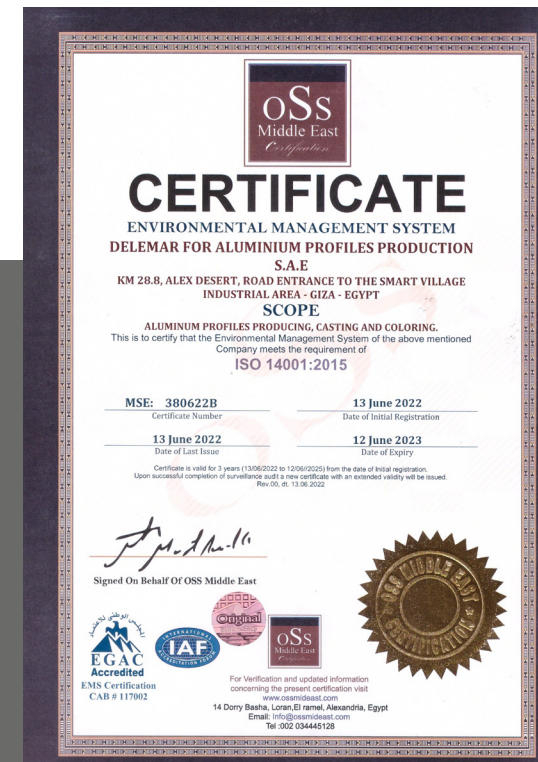 oSs
Middle East
Certification
CERTIFICATE
ENVIRONMENTAL MANAGEMENT SYSTEM
DELEMAR FOR ALUMINIUM PROFILES PRODUCTION
S.A.E
KM 28.8, ALEX DESERT, ROAD ENTRANCE TO THE SMART VILLAGE
INDUSTRIAL AREA - GIZA - EGYPT
SCOPE
ALUMINUM PROFILES PRODUCING, CASTING AND COLORING.
This is to certify that the Environmental Management System of the above mentioned
Company meets the requirement of
ISO 14001:2015
MSE: 380622B
Certificate Number
13 June 2022
Date of Initial Registration
13 June 2022
Date of Last Issue
12 June 2023
Date of Expiry
Certificate is valid for 3 years (13/06/2022 to 12/06//2025) from the date of Initial registration.
Upon successful completion of surveillance audit a new certificate with an extended validity will be issued.
Rev.00, dt. 13.06.2022
Signed On Behalf Of OSS Middle East
OSS MIDDLE EAST
CERTIFICATION
المجلس الوطني للاعتماد
EGAC
Accredited
EMS Certification
CAB # 117002
INTERNATIONAL
IAF
ACCREDITATION FORUM
Original
oSs
Middle East
Certification
For Verification and updated information
concerning the present certification visit
www.ossmideast.com
14 Dorry Basha, Loran,El ramel, Alexandria, Egypt
Email: Info@ossmideast.com
Tel :002 034445128